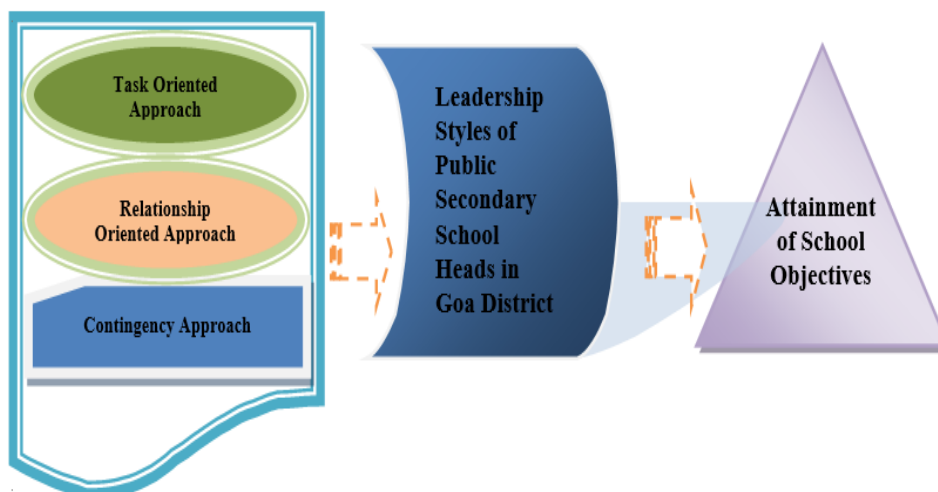 Task Oriented
Approach
Relationship
Oriented Approach
Contingency Approach
Leadership
Styles of
Public
Secondary
School
Heads in
Goa District
Attainment
of School
Objectives